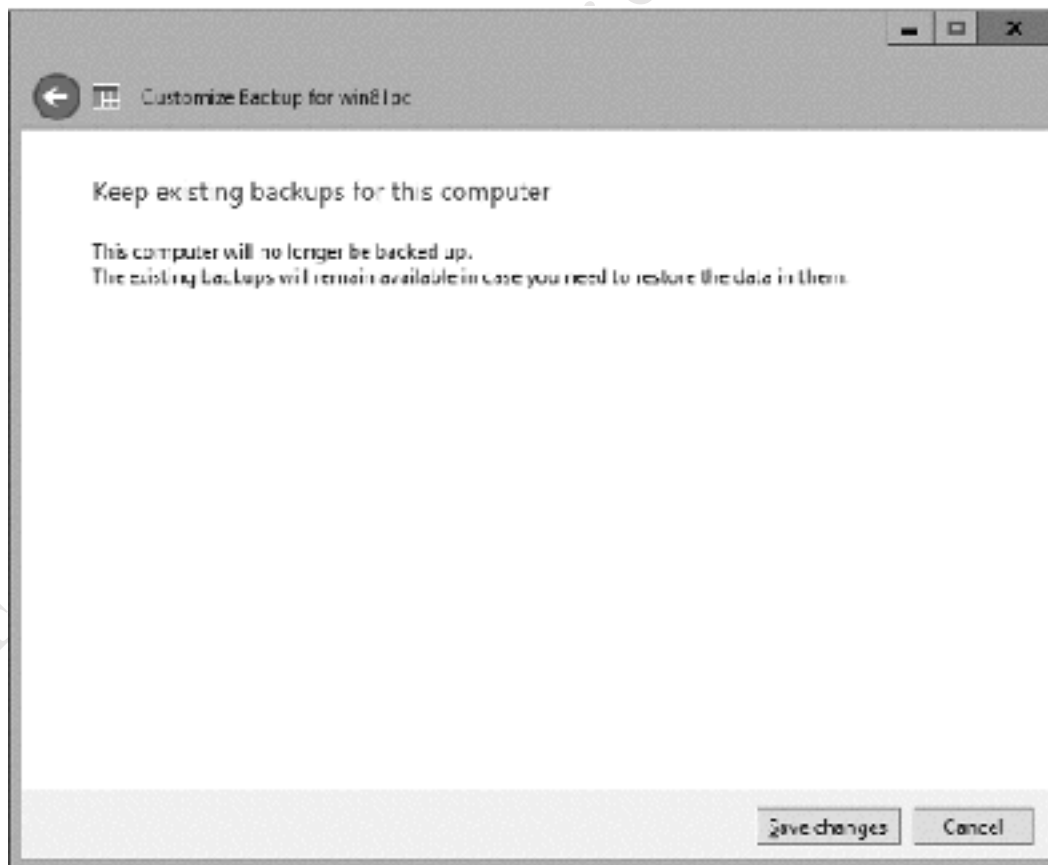 Customize Backup for win81pc
Keep existing backups for this computer
This computer will no longer be backed up.
The existing backups will remain available in case you need to restore the data in them.
Save changes
Cancel